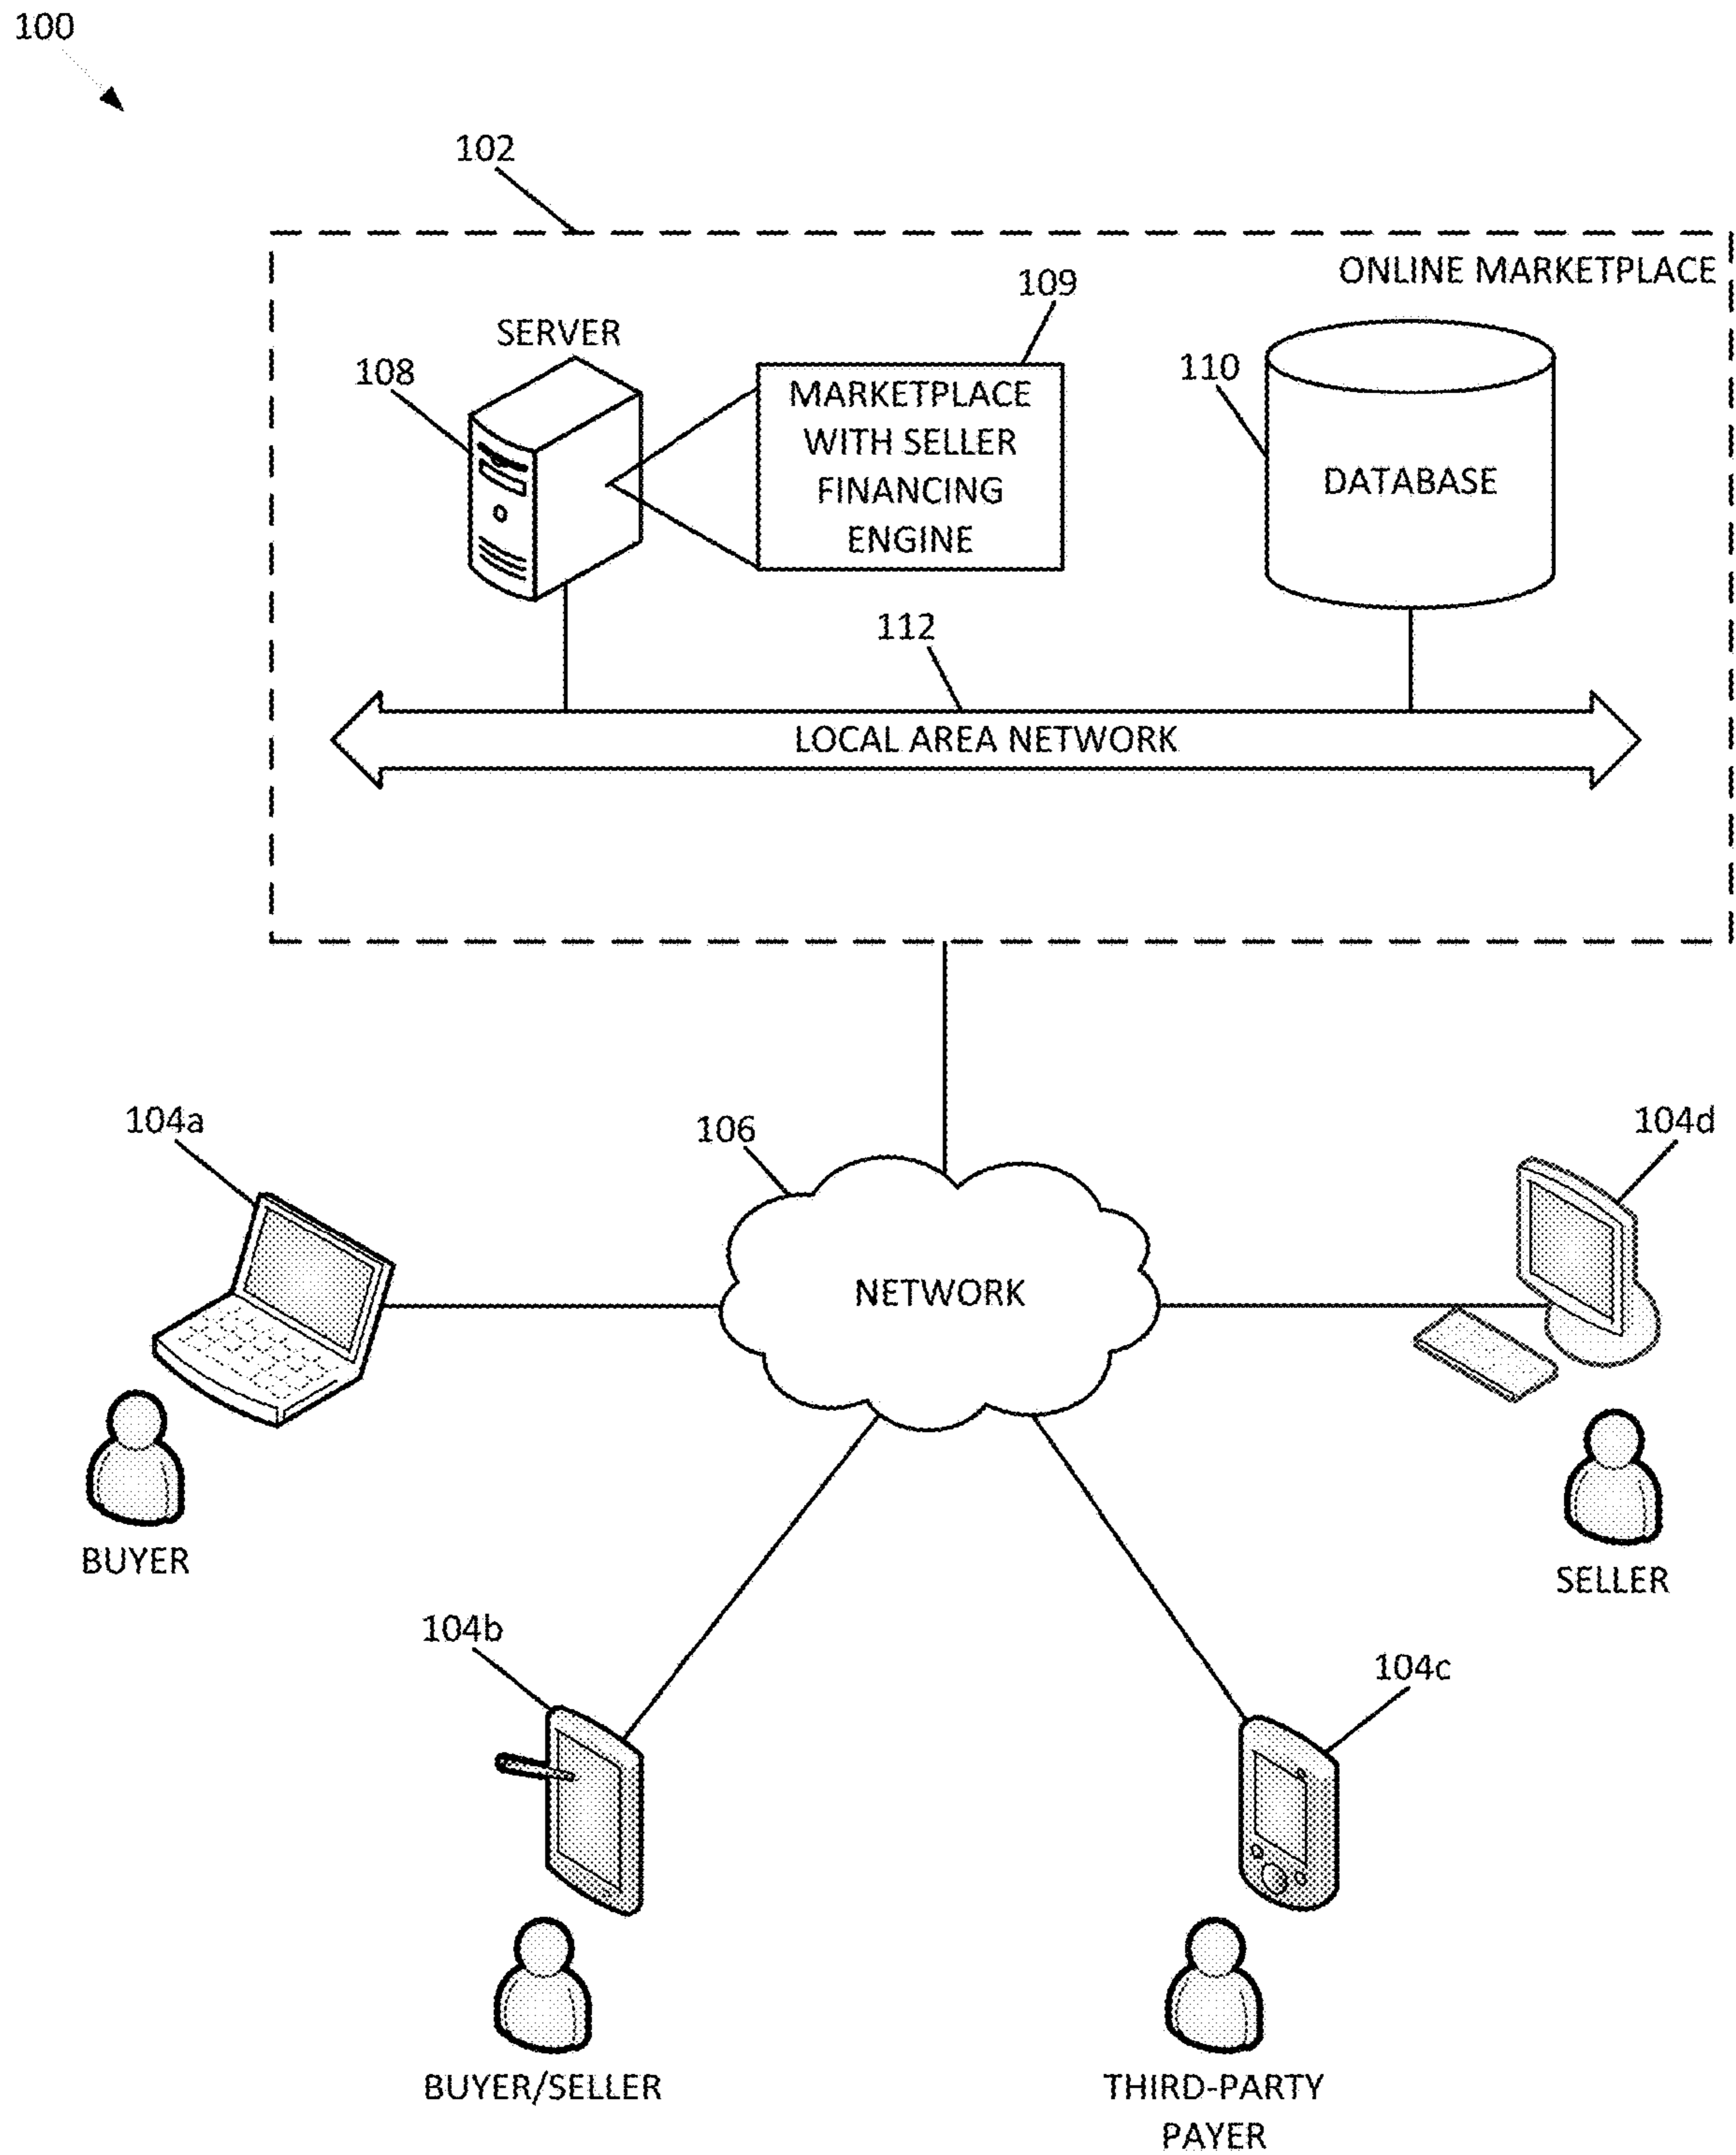 100
102
ONLINE MARKETPLACE
109
SERVER
108
MARKETPLACE
WITH SELLER
FINANCING
ENGINE
110
DATABASE
112
LOCAL AREA NETWORK
104a
106
104d
NETWORK
BUYER
SELLER
104b
104c
BUYER/SELLER
THIRD-PARTY
PAYER